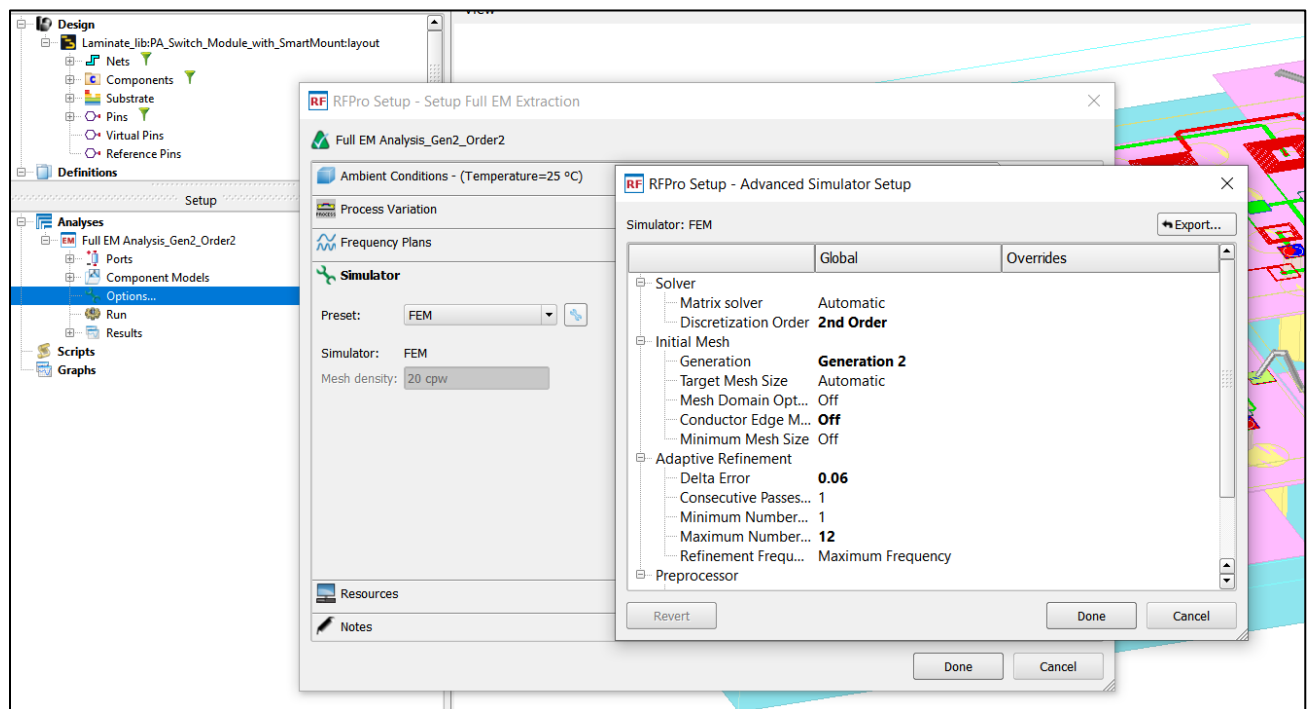 View
Design
Laminate_lib:PA_Switch_Module_with_SmartMount:layout
Nets
Components
Substrate
Pins
Virtual Pins
Reference Pins
Definitions
Setup
Analyses
EM Full EM Analysis_Gen2_Order2
Ports
Component Models
Options...
Run
Results
Scripts
Graphs
RF RFPro Setup - Setup Full EM Extraction
Full EM Analysis_Gen2_Order2
Ambient Conditions - (Temperature=25 °C)
PROCESS Process Variation
Frequency Plans
Simulator
Preset: FEM
Simulator: FEM
Mesh density: 20 cpw
Resources
Notes
Done Cancel
RF RFPro Setup - Advanced Simulator Setup
Simulator: FEM Export...
Global Overrides
Solver
Matrix solver Automatic
Discretization Order 2nd Order
Initial Mesh
Generation Generation 2
Target Mesh Size Automatic
Mesh Domain Opt... Off
Conductor Edge M... Off
Minimum Mesh Size Off
Adaptive Refinement
Delta Error 0.06
Consecutive Passes... 1
Minimum Number... 1
Maximum Number... 12
Refinement Frequ... Maximum Frequency
Preprocessor
Revert Done Cancel